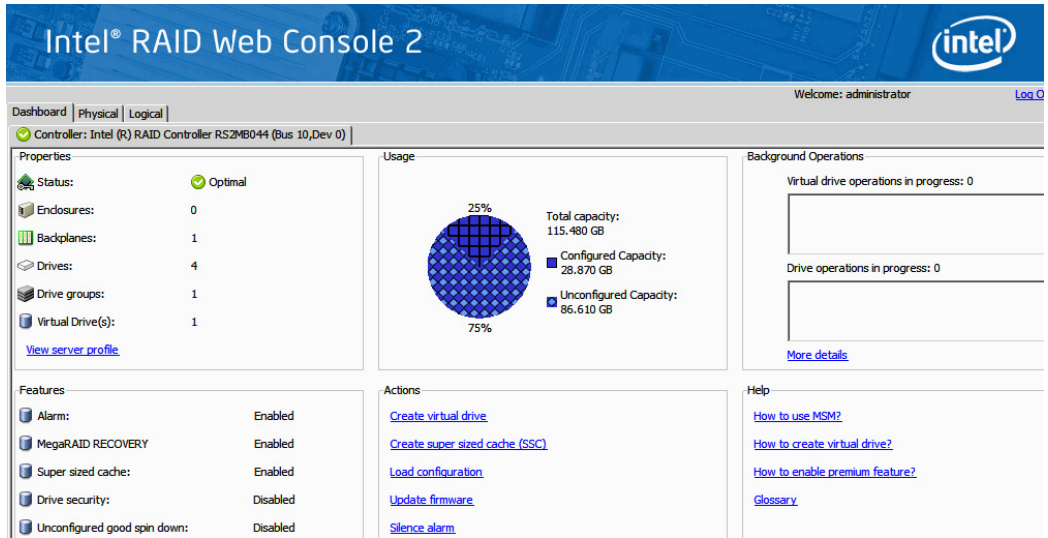 Intel® RAID Web Console 2
intel
Welcome: administrator
Log O
Dashboard Physical Logical
Controller: Intel (R) RAID Controller RS2MB044 (Bus 10,Dev 0)
Properties
Status: Optimal
Enclosures: 0
Backplanes: 1
Drives: 4
Drive groups: 1
Virtual Drive(s): 1
View server profile
Usage
25%
75%
Total capacity:
115.480 GB
Configured Capacity:
28.870 GB
Unconfigured Capacity:
86.610 GB
Background Operations
Virtual drive operations in progress: 0
Drive operations in progress: 0
More details
Features
Alarm: Enabled
MegaRAID RECOVERY Enabled
Super sized cache: Enabled
Drive security: Disabled
Unconfigured good spin down: Disabled
Actions
Create virtual drive
Create super sized cache (SSC)
Load configuration
Update firmware
Silence alarm
Help
How to use MSM?
How to create virtual drive?
How to enable premium feature?
Glossary